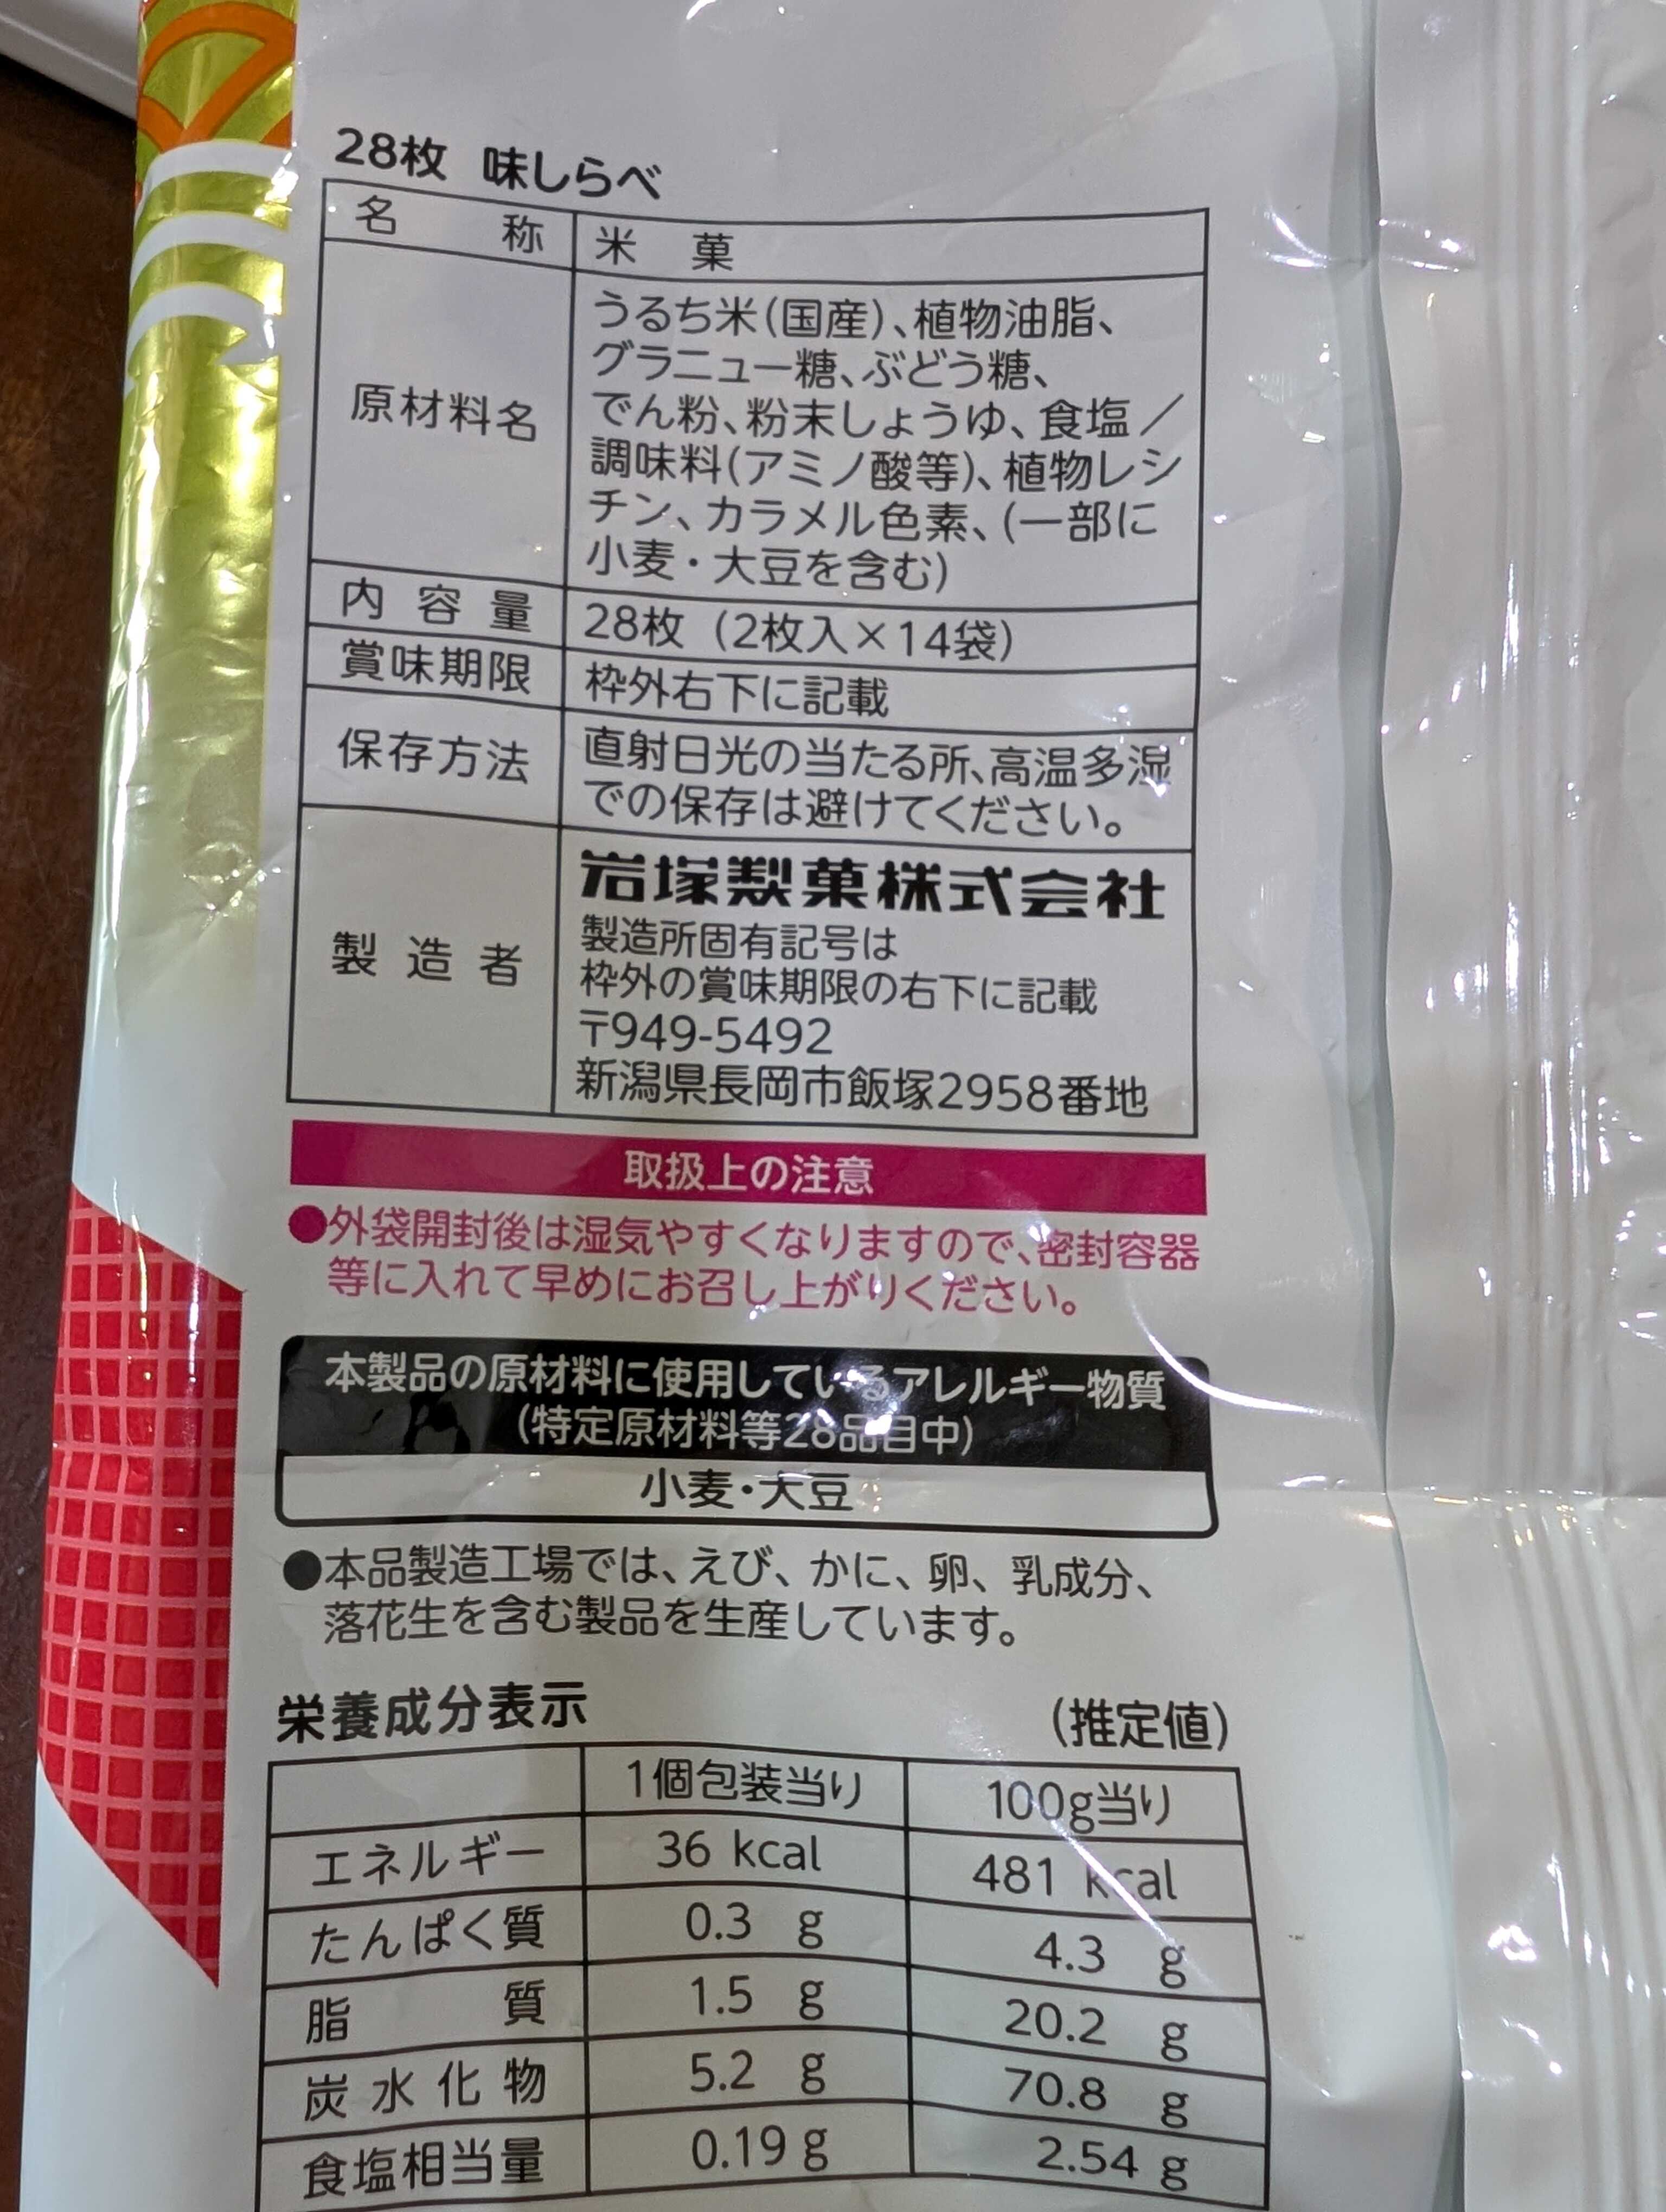 28枚 味しらべ
名称 米菓
原材料名 うるち米(国産)、植物油脂、
グラニュー糖、ぶどう糖、
でん粉、粉末しょうゆ、食塩／
調味料(アミノ酸等)、植物レシ
チン、カラメル色素、(一部に
小麦・大豆を含む)
内容量 28枚 (2枚入×14袋)
賞味期限 枠外右下に記載
保存方法 直射日光の当たる所、高温多湿
での保存は避けてください。
製造者 岩塚製菓株式会社
製造所固有記号は
枠外の賞味期限の右下に記載
〒949-5492
新潟県長岡市飯塚2958番地
取扱上の注意
●外袋開封後は湿気やすくなりますので、密封容器
等に入れて早めにお召し上がりください。
本製品の原材料に使用しているアレルギー物質
(特定原材料等28品目中)
小麦・大豆
●本品製造工場では、えび、かに、卵、乳成分、
落花生を含む製品を生産しています。
栄養成分表示 (推定値)
1個包装当り 100g当り
エネルギー 36 kcal 481 kcal
たんぱく質 0.3 g 4.3 g
脂質 1.5 g 20.2 g
炭水化物 5.2 g 70.8 g
食塩相当量 0.19 g 2.54 g